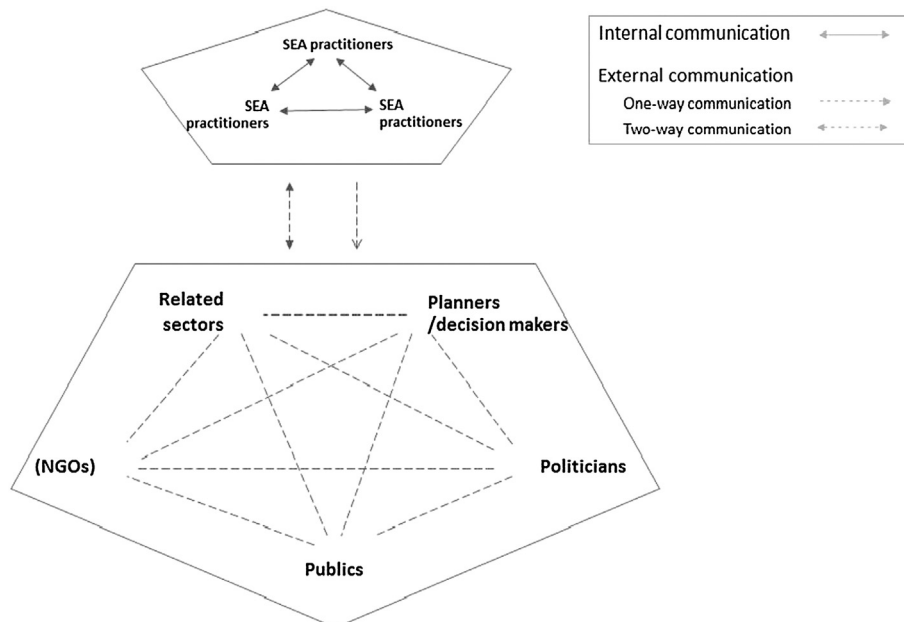 SEA practitioners
SEA
practitioners
SEA
practitioners
Internal communication
External communication
One-way communication
Two-way communication
Related
sectors
Planners
/decision makers
(NGOs)
Politicians
Publics